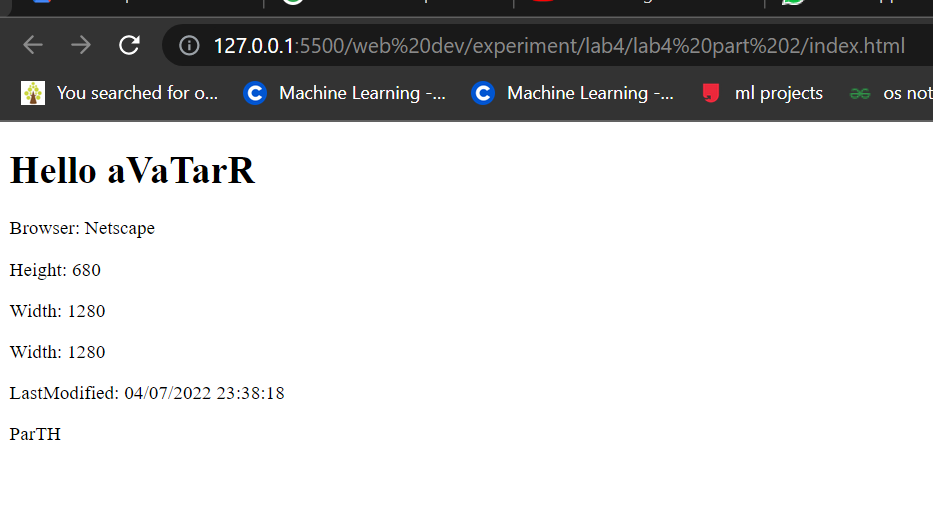 127.0.0.1:5500/web%20dev/experiment/lab4/lab4%20part%202/index.html
You searched for o... Machine Learning -... Machine Learning -... ml projects os not
Hello aVaTarR
Browser: Netscape
Height: 680
Width: 1280
Width: 1280
LastModified: 04/07/2022 23:38:18
ParTH